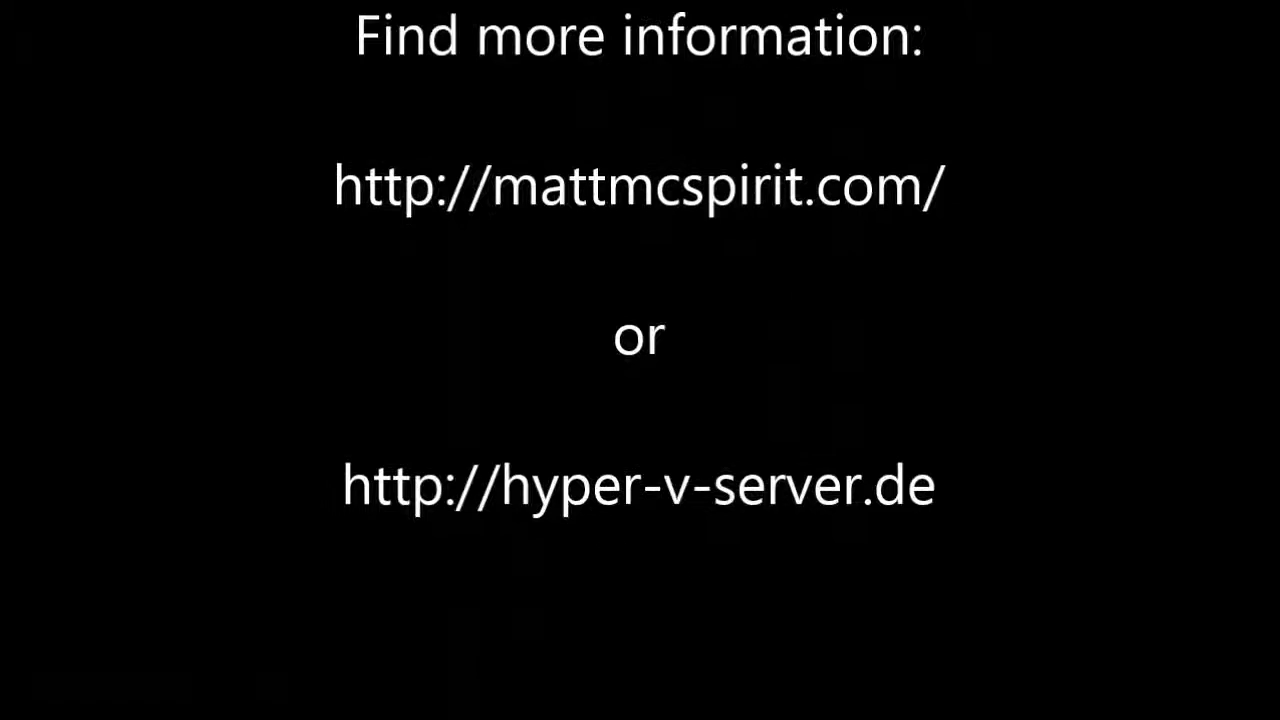 Find more information:
http://mattmcspirit.com/
or
http://hyper-v-server.de